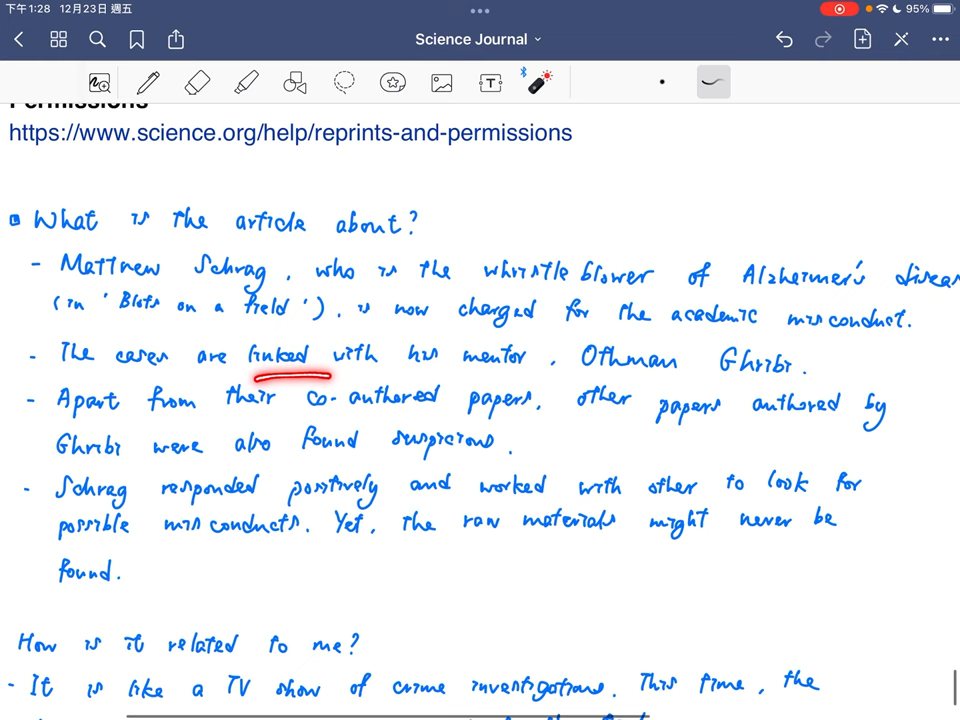 下午1:28 12月23日 週五
95%
Science Journal
Permissions
https://www.science.org/help/reprints-and-permissions
What is the article about?
- Matthew Schrag, who is the whistle blower of Alzheimer's diseas
(in 'Blots on a field'), is now charged for the academic misconduct.
- The cases are linked with his mentor, Othman Ghribi.
- Apart from their co-authored papers, other papers authored by
Ghribi were also found suspicious.
- Schrag responded positively and worked with other to look for
possible misconducts. Yet, the raw materials might never be
found.
How is it related to me?
- It is like a TV show of crime investigations. This time, the